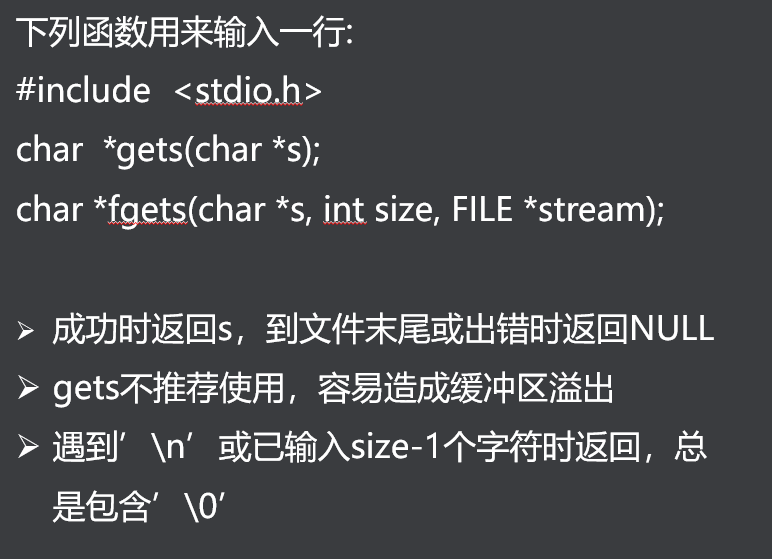 下列函数用来输入一行:
#include <stdio.h>
char *gets(char *s);
char *fgets(char *s, int size, FILE *stream);
➢ 成功时返回s，到文件末尾或出错时返回NULL
➢ gets不推荐使用，容易造成缓冲区溢出
➢ 遇到’\n’或已输入size-1个字符时返回，总
是包含’\0’